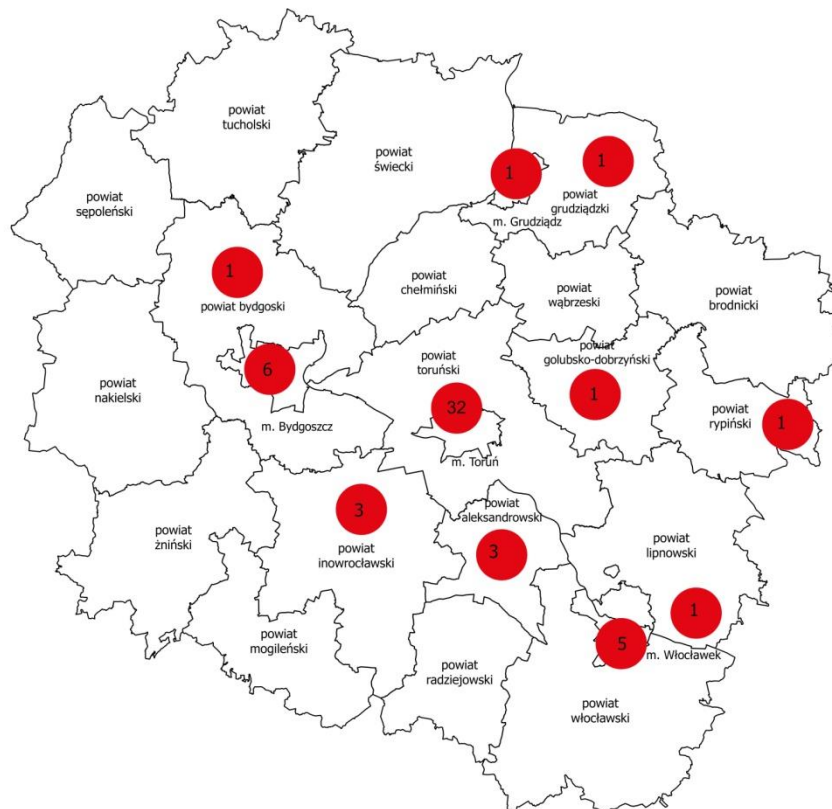 powiat
tucholski
powiat
świecki
1
1
powiat
grudziądzki
m. Grudziądz
powiat
sępoleński
1
powiat bydgoski
powiat
chełmiński
powiat
wąbrzeski
powiat
brodnicki
powiat
nakielski
6
m. Bydgoszcz
powiat
toruński
32
m. Toruń
powiat
golubsko-dobrzyński
1
powiat
rypiński
1
powiat
żniński
3
powiat
inowrocławski
powiat
aleksandrowski
3
powiat
lipnowski
1
powiat
mogileński
powiat
radziejowski
5
m. Włocławek
powiat
włocławski